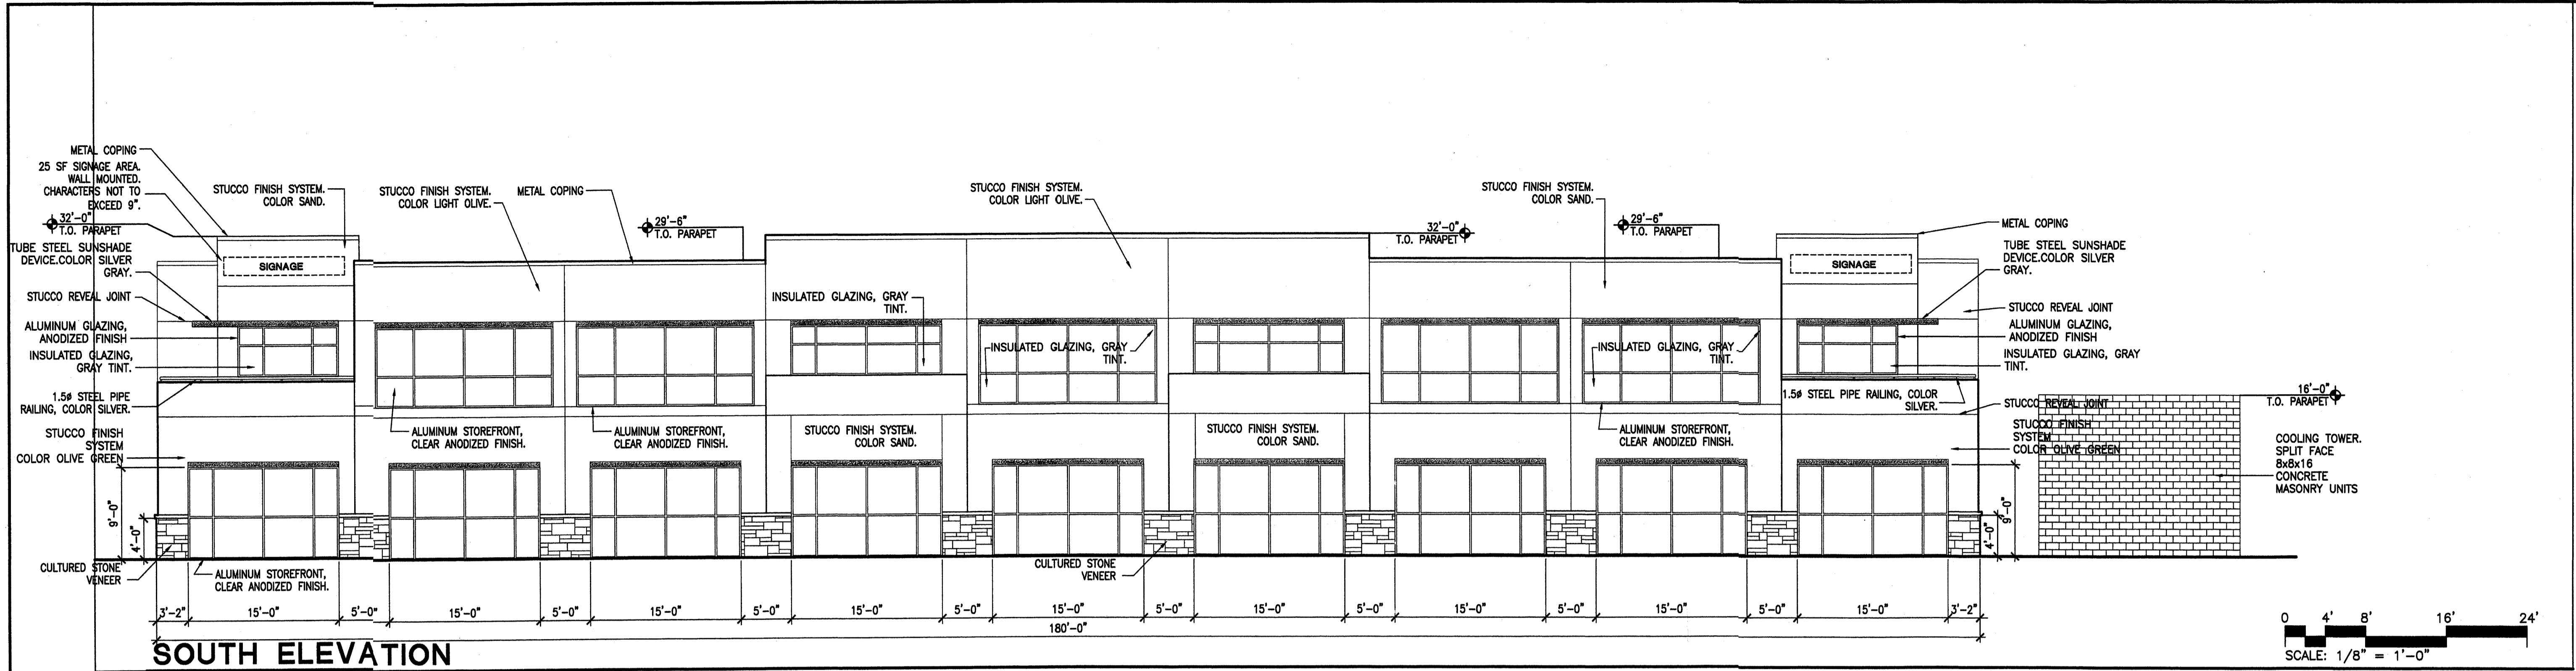 METAL COPING
25 SF SIGNAGE AREA.
WALL MOUNTED.
CHARACTERS NOT TO
EXCEED 9".
32'-0"
T.O. PARAPET
TUBE STEEL SUNSHADE
DEVICE.COLOR SILVER
GRAY.
STUCCO REVEAL JOINT
ALUMINUM GLAZING,
ANODIZED FINISH
INSULATED GLAZING,
GRAY TINT.
1.5ø STEEL PIPE
RAILING, COLOR SILVER.
STUCCO FINISH
SYSTEM
COLOR OLIVE GREEN
9'-0"
4'-0"
CULTURED STONE
VENEER
ALUMINUM STOREFRONT,
CLEAR ANODIZED FINISH.
STUCCO FINISH SYSTEM.
COLOR SAND.
SIGNAGE
STUCCO FINISH SYSTEM.
COLOR LIGHT OLIVE.
METAL COPING
29'-6"
T.O. PARAPET
ALUMINUM STOREFRONT,
CLEAR ANODIZED FINISH.
ALUMINUM STOREFRONT,
CLEAR ANODIZED FINISH.
INSULATED GLAZING, GRAY
TINT.
STUCCO FINISH SYSTEM.
COLOR SAND.
STUCCO FINISH SYSTEM.
COLOR LIGHT OLIVE.
INSULATED GLAZING, GRAY
TINT.
CULTURED STONE
VENEER
STUCCO FINISH SYSTEM.
COLOR SAND.
32'-0"
T.O. PARAPET
STUCCO FINISH SYSTEM.
COLOR SAND.
29'-6"
T.O. PARAPET
INSULATED GLAZING, GRAY
TINT.
ALUMINUM STOREFRONT,
CLEAR ANODIZED FINISH.
SIGNAGE
METAL COPING
TUBE STEEL SUNSHADE
DEVICE.COLOR SILVER
GRAY.
STUCCO REVEAL JOINT
ALUMINUM GLAZING,
ANODIZED FINISH
INSULATED GLAZING, GRAY
TINT.
1.5ø STEEL PIPE RAILING, COLOR
SILVER.
STUCCO REVEAL JOINT
STUCCO FINISH
SYSTEM
COLOR OLIVE GREEN
9'-0"
4'-0"
16'-0"
T.O. PARAPET
COOLING TOWER.
SPLIT FACE
8x8x16
CONCRETE
MASONRY UNITS
3'-2" 15'-0" 5'-0" 15'-0" 5'-0" 15'-0" 5'-0" 15'-0" 5'-0" 15'-0" 5'-0" 15'-0" 5'-0" 15'-0" 5'-0" 15'-0" 5'-0" 15'-0" 3'-2"
180'-0"
SOUTH ELEVATION
0 4' 8' 16' 24'
SCALE: 1/8" = 1'-0"